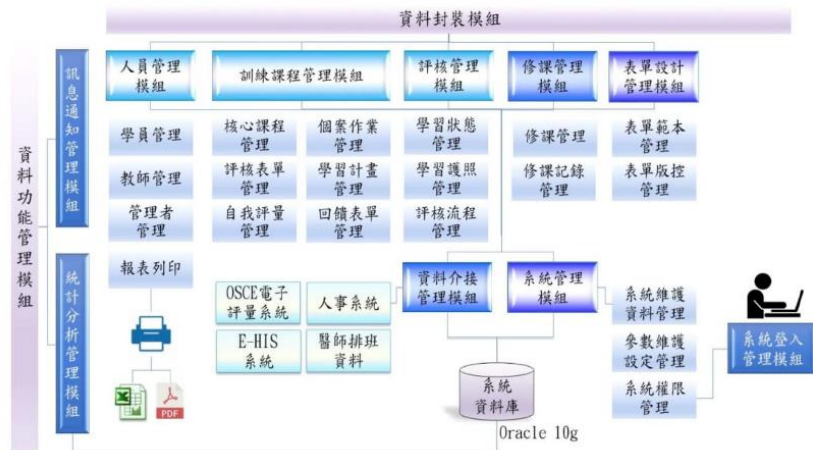 資料封裝模組
資料功能管理模組
訊息通知管理模組
統計分析管理模組
人員管理
模組
訓練課程管理模組
評核管理
模組
修課管理
模組
表單設計
管理模組
學員管理
教師管理
管理者
管理
報表列印
核心課程
管理
評核表單
管理
自我評量
管理
個案作業
管理
學習計畫
管理
回饋表單
管理
學習狀態
管理
學習護照
管理
評核流程
管理
修課管理
修課記錄
管理
表單範本
管理
表單版控
管理
OSCE電子
評量系統
人事系統
E-HIS
系統
醫師排班
資料
資料介接
管理模組
系統管理
模組
系統維護
資料管理
參數維護
設定管理
系統權限
管理
系統登入
管理模組
系統
資料庫
Oracle 10g
PDF